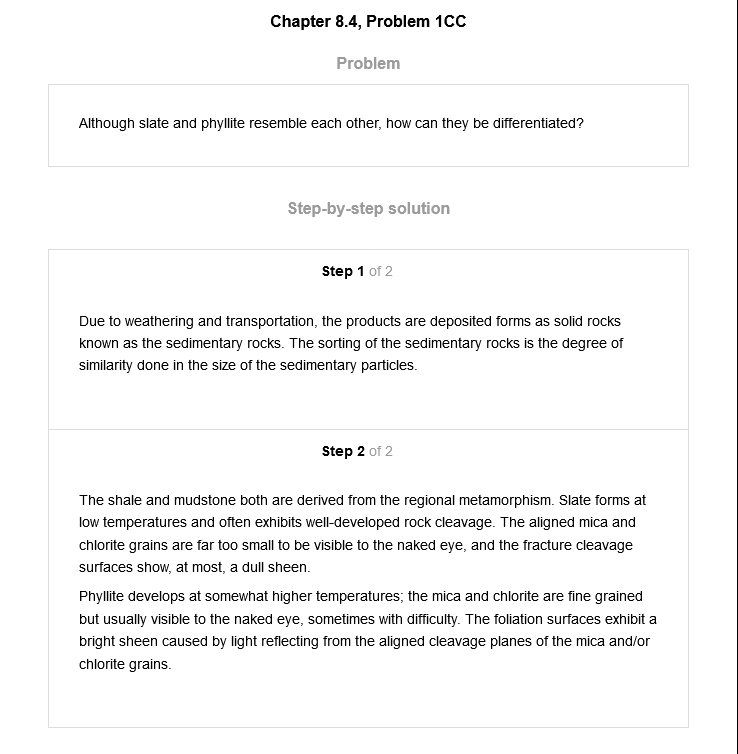 Chapter 8.4, Problem 1CC
Problem
Although slate and phyllite resemble each other, how can they be differentiated?
Step-by-step solution
Step 1 of 2
Due to weathering and transportation, the products are deposited forms as solid rocks
known as the sedimentary rocks. The sorting of the sedimentary rocks is the degree of
similarity done in the size of the sedimentary particles.
Step 2 of 2
The shale and mudstone both are derived from the regional metamorphism. Slate forms at
low temperatures and often exhibits well-developed rock cleavage. The aligned mica and
chlorite grains are far too small to be visible to the naked eye, and the fracture cleavage
surfaces show, at most, a dull sheen.
Phyllite develops at somewhat higher temperatures; the mica and chlorite are fine grained
but usually visible to the naked eye, sometimes with difficulty. The foliation surfaces exhibit a
bright sheen caused by light reflecting from the aligned cleavage planes of the mica and/or
chlorite grains.